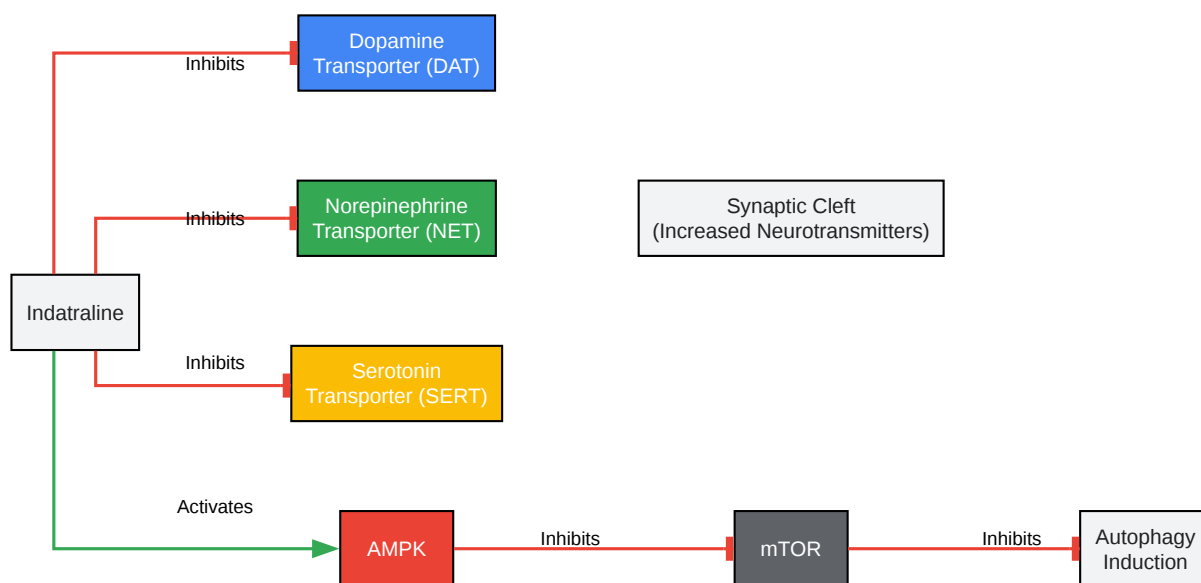 Dopamine
Transporter (DAT)
Inhibits
Norepinephrine
Transporter (NET)
Inhibits
Synaptic Cleft
(Increased Neurotransmitters)
Indatraline
Inhibits
Serotonin
Transporter (SERT)
Activates
AMPK
Inhibits
mTOR
Inhibits
Autophagy
Induction